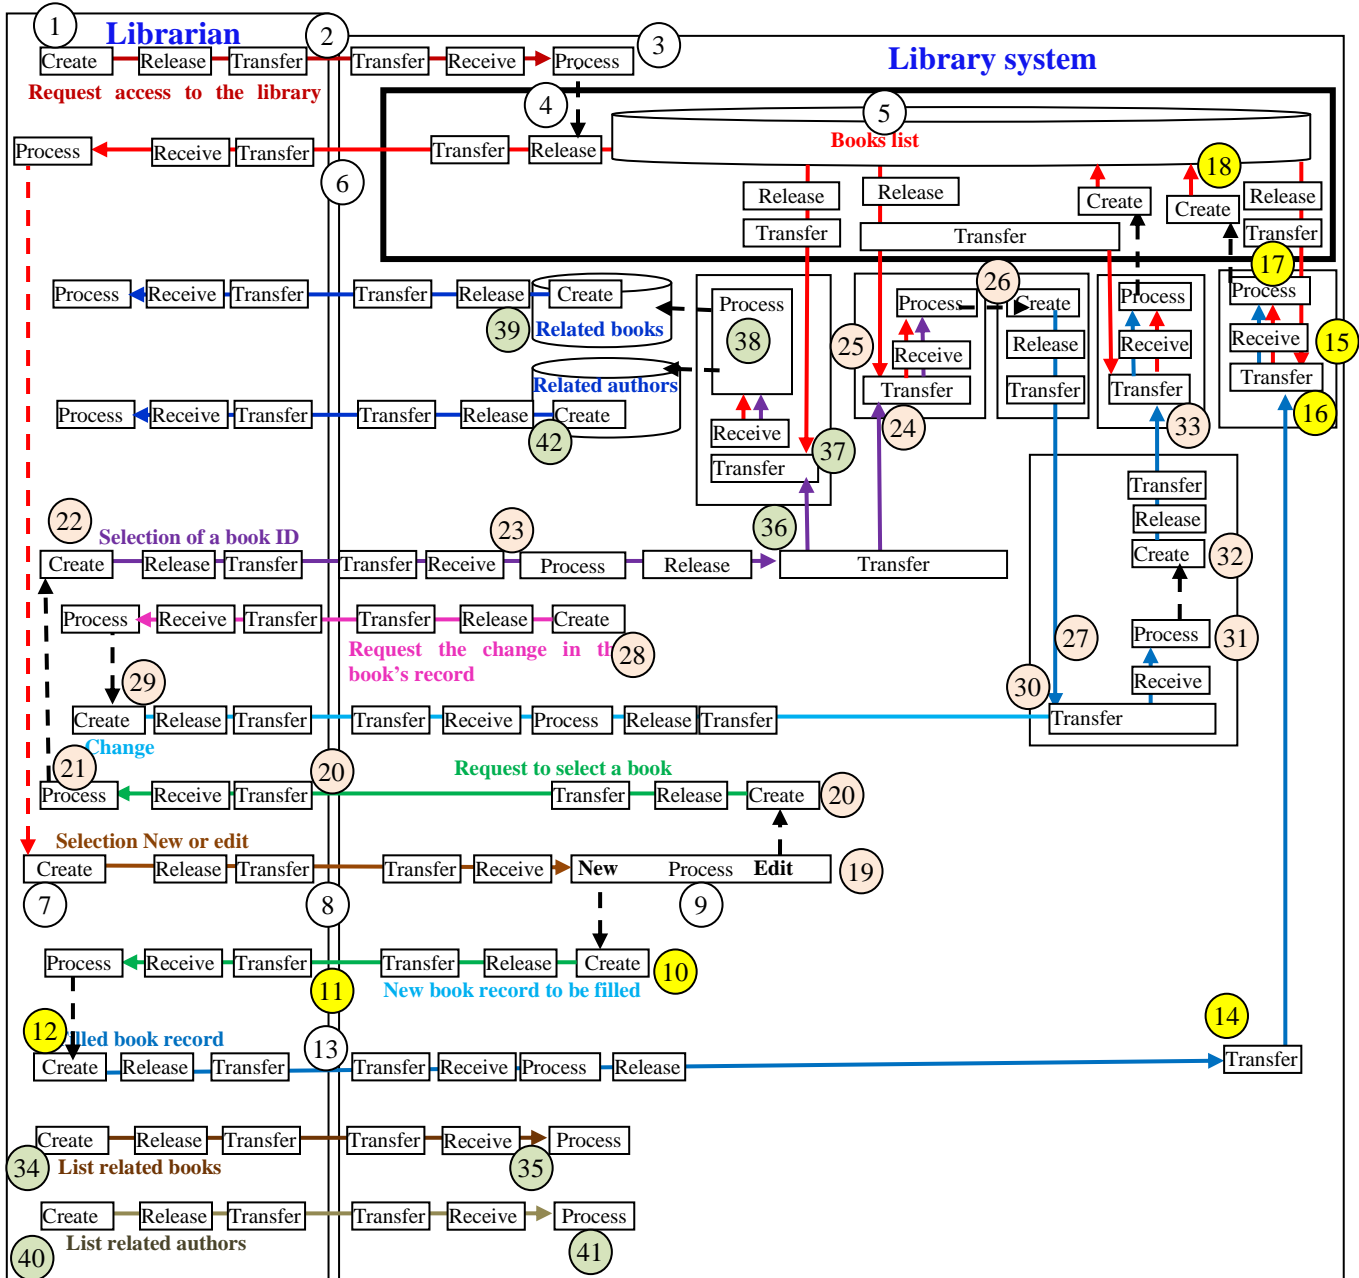 1
Librarian
2
3
Create
Release
Transfer
Transfer
Receive
Process
Library system
Request access to the library
4
5
Books list
Process
Receive
Transfer
Transfer
Release
6
18
Release
Release
Create
Create
Release
Transfer
Transfer
Transfer
17
Process
Receive
Transfer
Transfer
Release
Create
39
Related books
Process
38
25
Process
26
Create
Process
Process
15
Receive
Release
Receive
Receive
Related authors
Transfer
Transfer
Transfer
Transfer
Process
Receive
Transfer
Transfer
Release
Create
42
Receive
24
33
16
37
Transfer
22
Selection of a book ID
23
36
Transfer
Release
Create
32
Create
Release
Transfer
Transfer
Receive
Process
Release
Transfer
Process
Receive
Transfer
Transfer
Release
Create
Request the change in th
book's record
28
27
Process
31
29
30
Receive
Create
Release
Transfer
Transfer
Receive
Process
Release
Transfer
Transfer
Change
21
20
Request to select a book
Process
Receive
Transfer
Transfer
Release
Create
20
Selection New or edit
Create
Release
Transfer
Transfer
Receive
New
Process
Edit
19
7
8
9
Process
Receive
Transfer
Transfer
Release
Create
10
11
New book record to be filled
12
lled book record
13
14
Create
Release
Transfer
Transfer
Receive
Process
Release
Transfer
Create
Release
Transfer
Transfer
Receive
Process
34
List related books
35
Create
Release
Transfer
Transfer
Receive
Process
40
List related authors
41